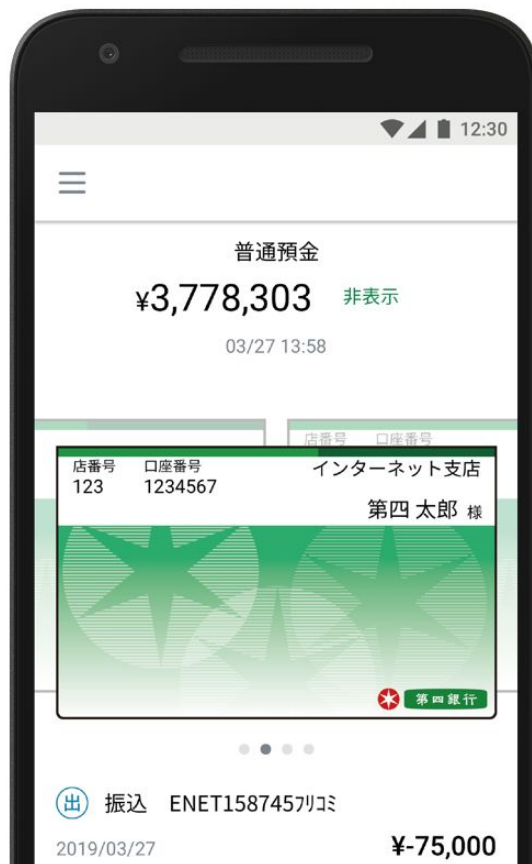 12:30
普通預金
¥3,778,303 非表示
03/27 13:58
店番号 口座番号
店番号 口座番号 インターネット支店
123 1234567
第四 太郎 様
第四銀行
出 振込 ENET158745ﾌﾘｺﾐ
2019/03/27 ¥-75,000